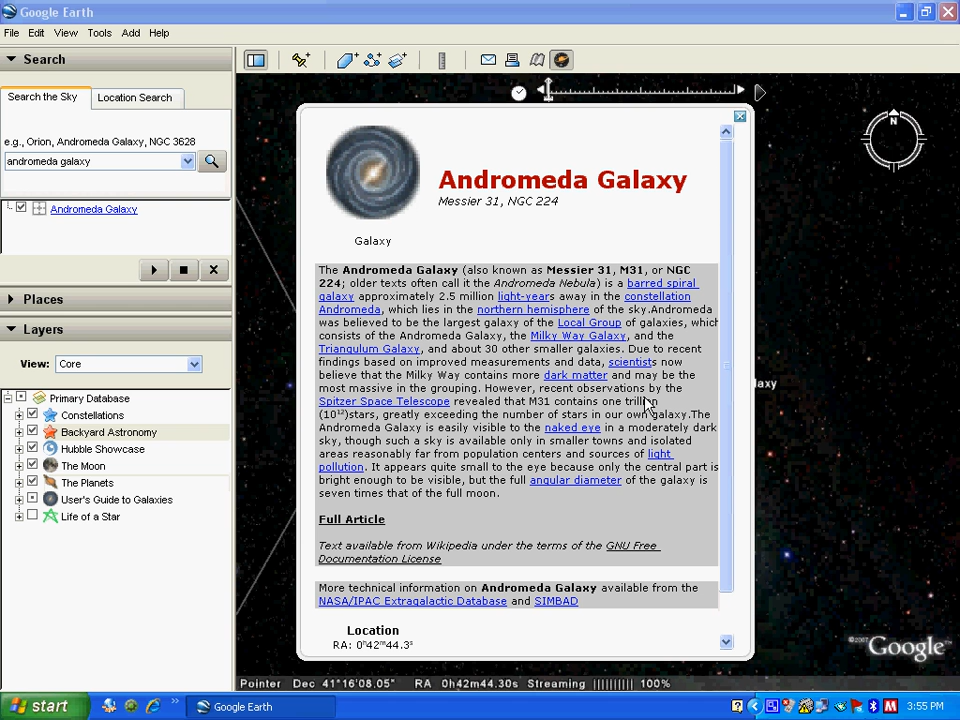 Google Earth
File Edit View Tools Add Help
Search
Search the Sky Location Search
e.g., Orion, Andromeda Galaxy, NGC 3628
andromeda galaxy
Andromeda Galaxy
Places
Layers
View: Core
Primary Database
Constellations
Backyard Astronomy
Hubble Showcase
The Moon
The Planets
User's Guide to Galaxies
Life of a Star
N
Andromeda Galaxy
Messier 31, NGC 224
Galaxy
The Andromeda Galaxy (also known as Messier 31, M31, or NGC
224; older texts often call it the Andromeda Nebula) is a barred spiral
galaxy approximately 2.5 million light-years away in the constellation
Andromeda, which lies in the northern hemisphere of the sky.Andromeda
was believed to be the largest galaxy of the Local Group of galaxies, which
consists of the Andromeda Galaxy, the Milky Way Galaxy, and the
Triangulum Galaxy, and about 30 other smaller galaxies. Due to recent
findings based on improved measurements and data, scientists now
believe that the Milky Way contains more dark matter and may be the
most massive in the grouping. However, recent observations by the
Spitzer Space Telescope revealed that M31 contains one trillion
(10¹²)stars, greatly exceeding the number of stars in our own galaxy.The
Andromeda Galaxy is easily visible to the naked eye in a moderately dark
sky, though such a sky is available only in smaller towns and isolated
areas reasonably far from population centers and sources of light
pollution. It appears quite small to the eye because only the central part is
bright enough to be visible, but the full angular diameter of the galaxy is
seven times that of the full moon.
Full Article
Text available from Wikipedia under the terms of the GNU Free
Documentation License
More technical information on Andromeda Galaxy available from the
NASA/IPAC Extragalactic Database and SIMBAD
Location
RA: 0ʰ42ᵐ44.3ˢ
axy
©2007 Google
Pointer Dec 41°16'08.05" RA 0h42m44.30s Streaming |||||||||| 100%
start Google Earth 3:55 PM